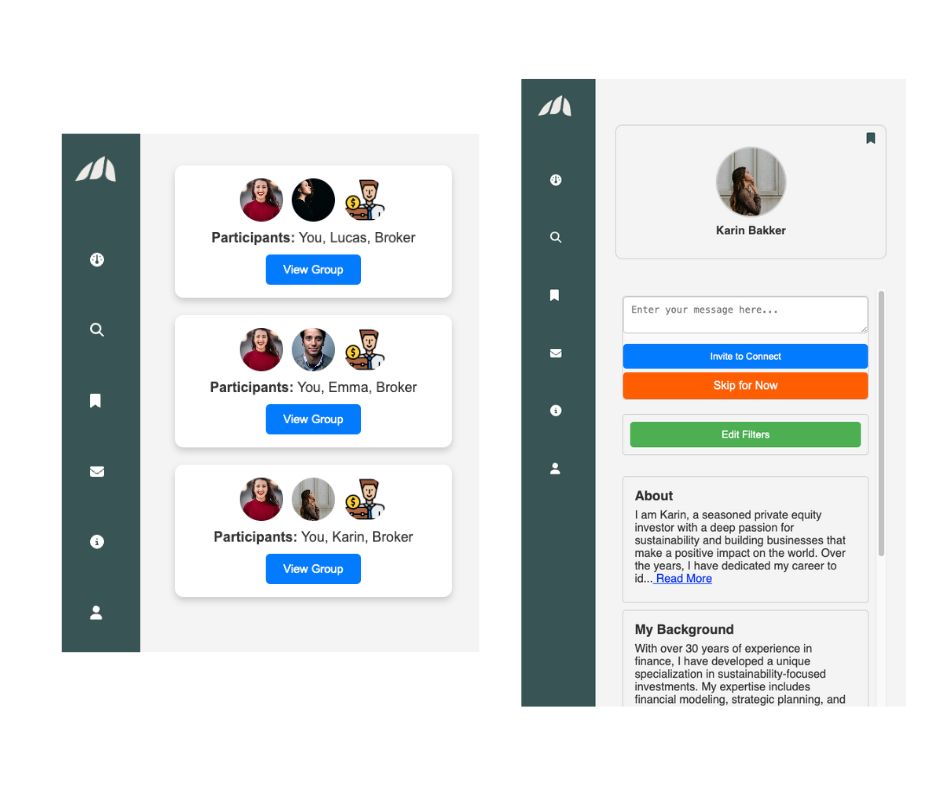 Participants: You, Lucas, Broker
View Group
Participants: You, Emma, Broker
View Group
Participants: You, Karin, Broker
View Group
Karin Bakker
Enter your message here...
Invite to Connect
Skip for Now
Edit Filters
About
I am Karin, a seasoned private equity
investor with a deep passion for
sustainability and building businesses that
make a positive impact on the world. Over
the years, I have dedicated my career to
id... Read More
My Background
With over 30 years of experience in
finance, I have developed a unique
specialization in sustainability-focused
investments. My expertise includes
financial modeling, strategic planning, and